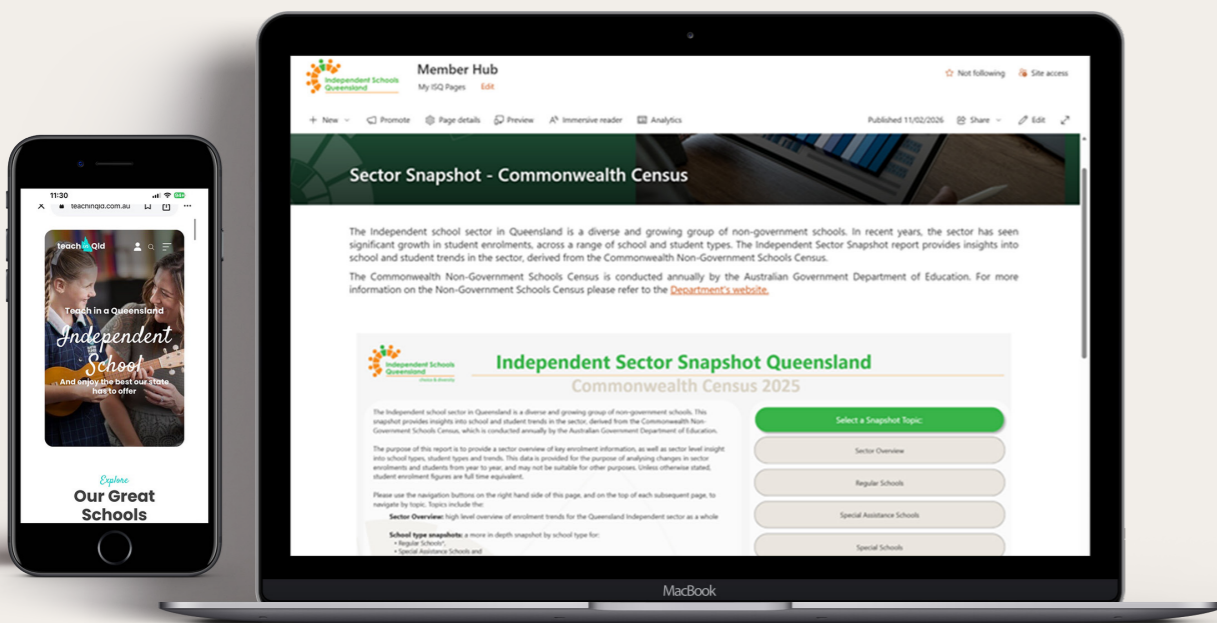 11:30
teachinqld.com.au
teach in Qld
Teach in a Queensland
Independent
School
And enjoy the best our state
has to offer
Explore
Our Great
Schools
Independent Schools
Queensland
Member Hub
My ISQ Pages Edit
Not following Site access
New Promote Page details Preview Immersive reader Analytics
Published 11/02/2026 Share Edit
Sector Snapshot - Commonwealth Census
The Independent school sector in Queensland is a diverse and growing group of non-government schools. In recent years, the sector has seen
significant growth in student enrolments, across a range of school and student types. The Independent Sector Snapshot report provides insights into
school and student trends in the sector, derived from the Commonwealth Non-Government Schools Census.
The Commonwealth Non-Government Schools Census is conducted annually by the Australian Government Department of Education. For more
information on the Non-Government Schools Census please refer to the Department's website.
Independent Schools
Queensland
choice & diversity
Independent Sector Snapshot Queensland
Commonwealth Census 2025
The Independent school sector in Queensland is a diverse and growing group of non-government schools. This
snapshot provides insights into school and student trends in the sector, derived from the Commonwealth Non-
Government Schools Census, which is conducted annually by the Australian Government Department of Education.
The purpose of this report is to provide a sector overview of key enrolment information, as well as sector level insight
into school types, student types and trends. This data is provided for the purpose of analysing changes in sector
enrolments and students from year to year, and may not be suitable for other purposes. Unless otherwise stated,
student enrolment figures are full time equivalent.
Please use the navigation buttons on the right hand side of this page, and on the top of each subsequent page, to
navigate by topic. Topics include the:
Sector Overview: high level overview of enrolment trends for the Queensland Independent sector as a whole
School type snapshots: a more in depth snapshot by school type for:
• Regular Schools*,
• Special Assistance Schools and
Select a Snapshot Topic:
Sector Overview
Regular Schools
Special Assistance Schools
Special Schools
MacBook